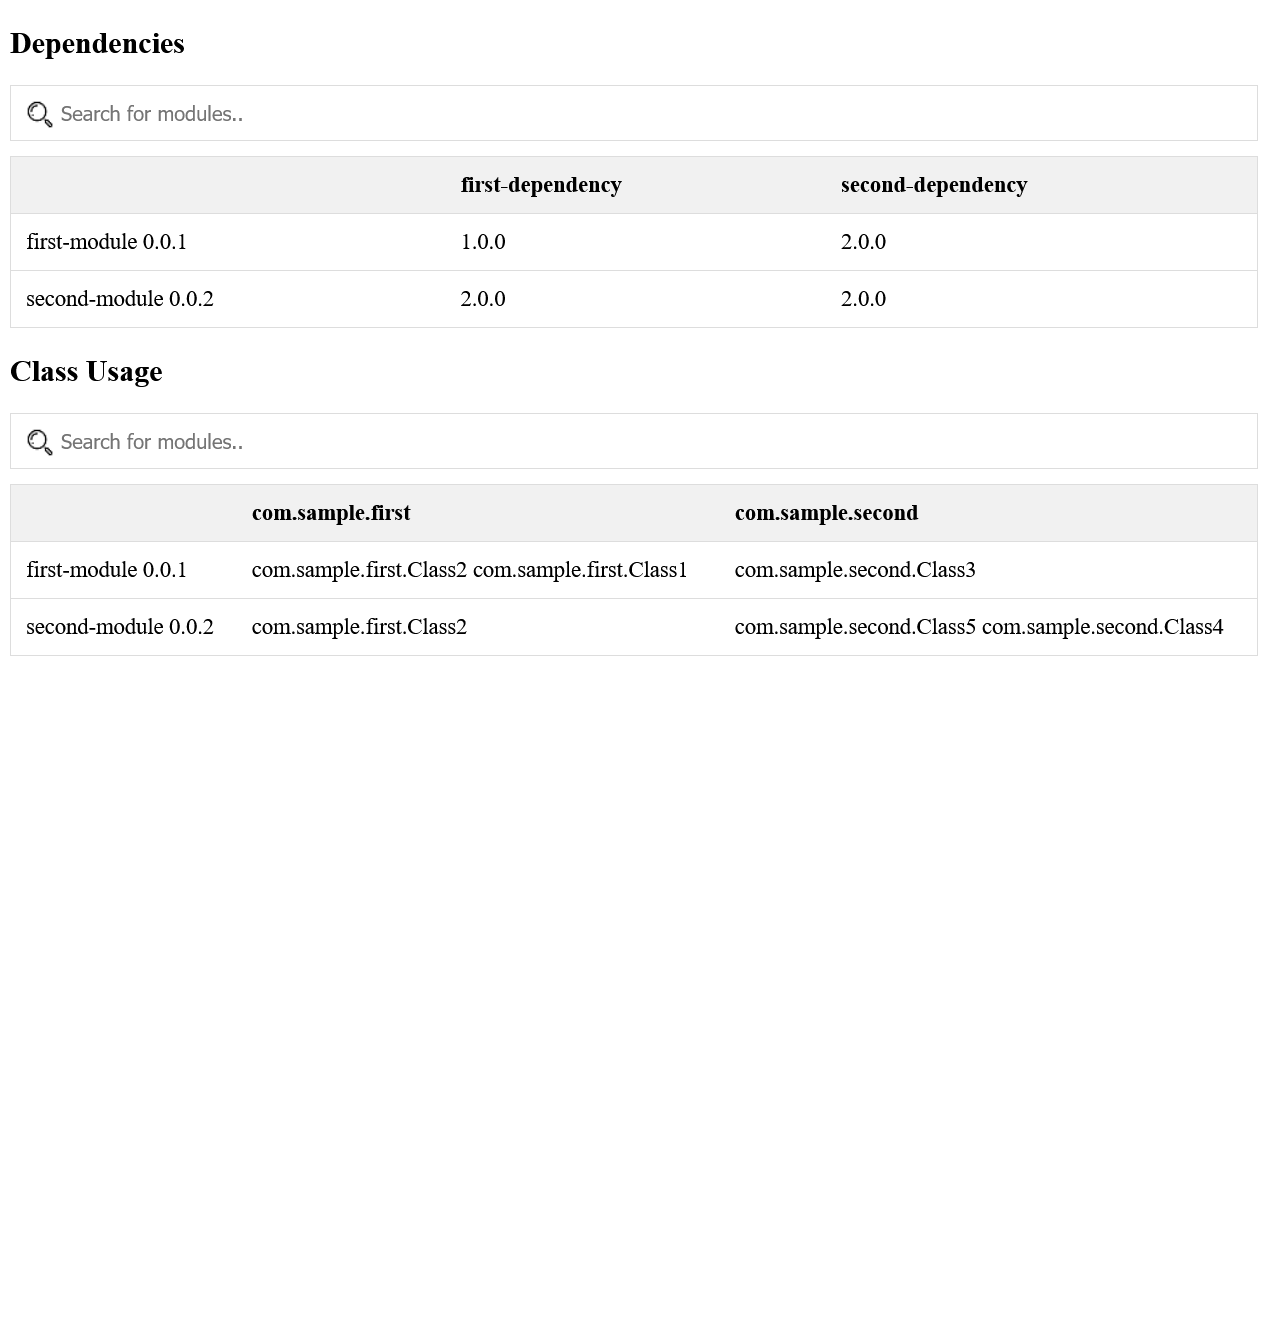 Dependencies
Search for modules..
first-dependency second-dependency
first-module 0.0.1 1.0.0 2.0.0
second-module 0.0.2 2.0.0 2.0.0
Class Usage
Search for modules..
com.sample.first com.sample.second
first-module 0.0.1 com.sample.first.Class2 com.sample.first.Class1 com.sample.second.Class3
second-module 0.0.2 com.sample.first.Class2 com.sample.second.Class5 com.sample.second.Class4